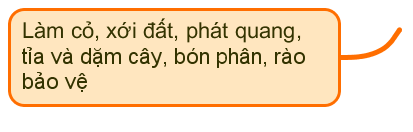 Làm cỏ, xới đất, phát quang,
tỉa và dặm cây, bón phân, rào
bảo vệ